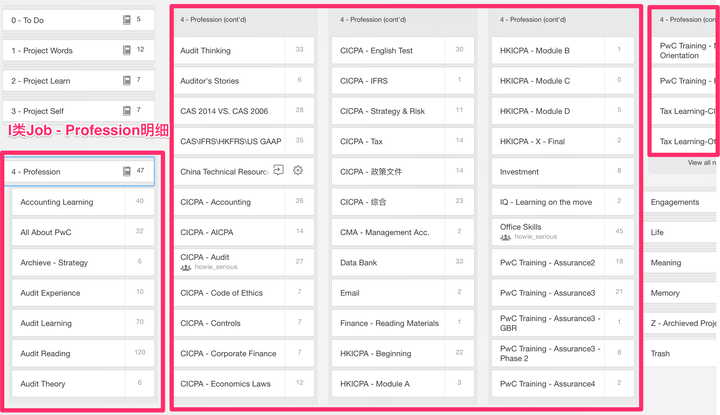 0 - To Do
5
1 - Project Words
12
2 - Project Learn
7
3 - Project Self
7
I类Job - Profession明细
4 - Profession
47
Accounting Learning
40
All About PwC
32
Archieve - Strategy
6
Audit Experience
10
Audit Learning
70
Audit Reading
120
Audit Theory
6
4 - Profession (cont'd)
Audit Thinking
33
Auditor's Stories
6
CAS 2014 VS. CAS 2006
28
CAS\IFRS\HKFRS\US GAAP
35
China Technical Resourc
CICPA - Accounting
26
CICPA - AICPA
14
CICPA - Audit
howie_serious
27
CICPA - Code of Ethics
7
CICPA - Controls
7
CICPA - Corporate Finance
7
CICPA - Economics Laws
12
4 - Profession (cont'd)
CICPA - English Test
30
CICPA - IFRS
1
CICPA - Strategy & Risk
11
CICPA - Tax
14
CICPA - 政策文件
14
CICPA - 综合
23
CMA - Management Acc.
2
Data Bank
33
Email
2
Finance - Reading Materials
1
HKICPA - Beginning
22
HKICPA - Module A
3
4 - Profession (cont'd)
HKICPA - Module B
1
HKICPA - Module C
0
HKICPA - Module D
5
HKICPA - X - Final
2
Investment
8
IQ - Learning on the move
2
Office Skills
howie_serious
45
PwC Training - Assurance2
18
PwC Training - Assurance3
21
PwC Training - Assurance3 -
GBR
1
PwC Training - Assurance3 -
Phase 2
8
PwC Training - Assurance4
2
4 - Profession (cont'd)
PwC Training -
Orientation
PwC Training -
Tax Learning-
Tax Learning-
View all
Engagements
Life
Meaning
Memory
Z - Archieved
Trash